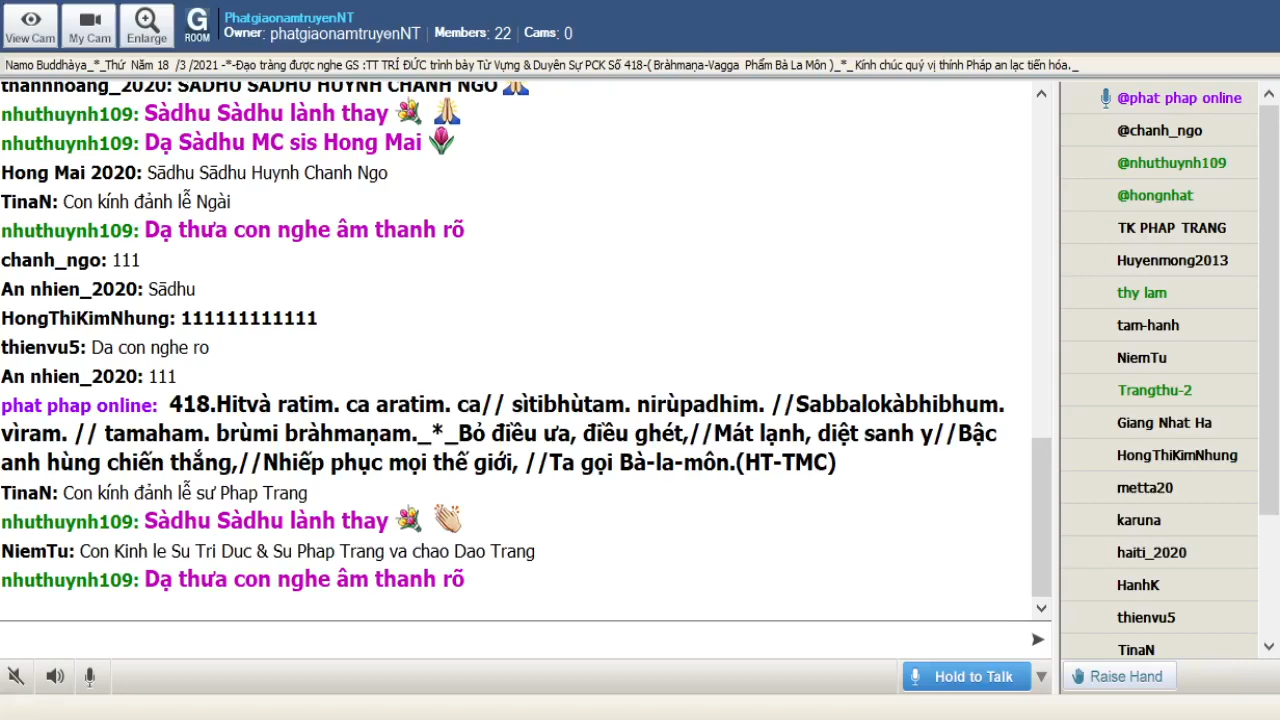 View Cam
My Cam
Enlarge
G
ROOM
PhatgiaonamtruyenNT
Owner: phatgiaonamtruyenNT | Members: 22 | Cams: 0
Namo Buddhàya_*_Thứ Năm 18 /3 /2021 -*-Đạo tràng được nghe GS :TT TRÍ ĐỨC trình bày Từ Vựng & Duyên Sự PCK Số 418-( Bràhmaṇa-Vagga Phẩm Bà La Môn )_*_ Kính chúc quý vị thính Pháp an lạc tiến hóa._
thanhhoang_2020: SADHU SADHU HUYNH CHANH NGO
nhuthuynh109: Sàdhu Sàdhu lành thay
nhuthuynh109: Dạ Sàdhu MC sis Hong Mai
Hong Mai 2020: Sādhu Sādhu Huynh Chanh Ngo
TinaN: Con kính đảnh lễ Ngài
nhuthuynh109: Dạ thưa con nghe âm thanh rõ
chanh_ngo: 111
An nhien_2020: Sādhu
HongThiKimNhung: 111111111111
thienvu5: Da con nghe ro
An nhien_2020: 111
phat phap online: 418.Hitvà ratim. ca aratim. ca// sìtibhùtam. nirùpadhim. //Sabbalokàbhibhum.
vìram. // tamaham. brùmi bràhmaṇam._*_Bỏ điều ưa, điều ghét,//Mát lạnh, diệt sanh y//Bậc
anh hùng chiến thắng,//Nhiếp phục mọi thế giới, //Ta gọi Bà-la-môn.(HT-TMC)
TinaN: Con kính đảnh lễ sư Phap Trang
nhuthuynh109: Sàdhu Sàdhu lành thay
NiemTu: Con Kinh le Su Tri Duc & Su Phap Trang va chao Dao Trang
nhuthuynh109: Dạ thưa con nghe âm thanh rõ
@phat phap online
@chanh_ngo
@nhuthuynh109
@hongnhat
TK PHAP TRANG
Huyenmong2013
thy lam
tam-hanh
NiemTu
Trangthu-2
Giang Nhat Ha
HongThiKimNhung
metta20
karuna
haiti_2020
HanhK
thienvu5
TinaN
Hold to Talk
Raise Hand